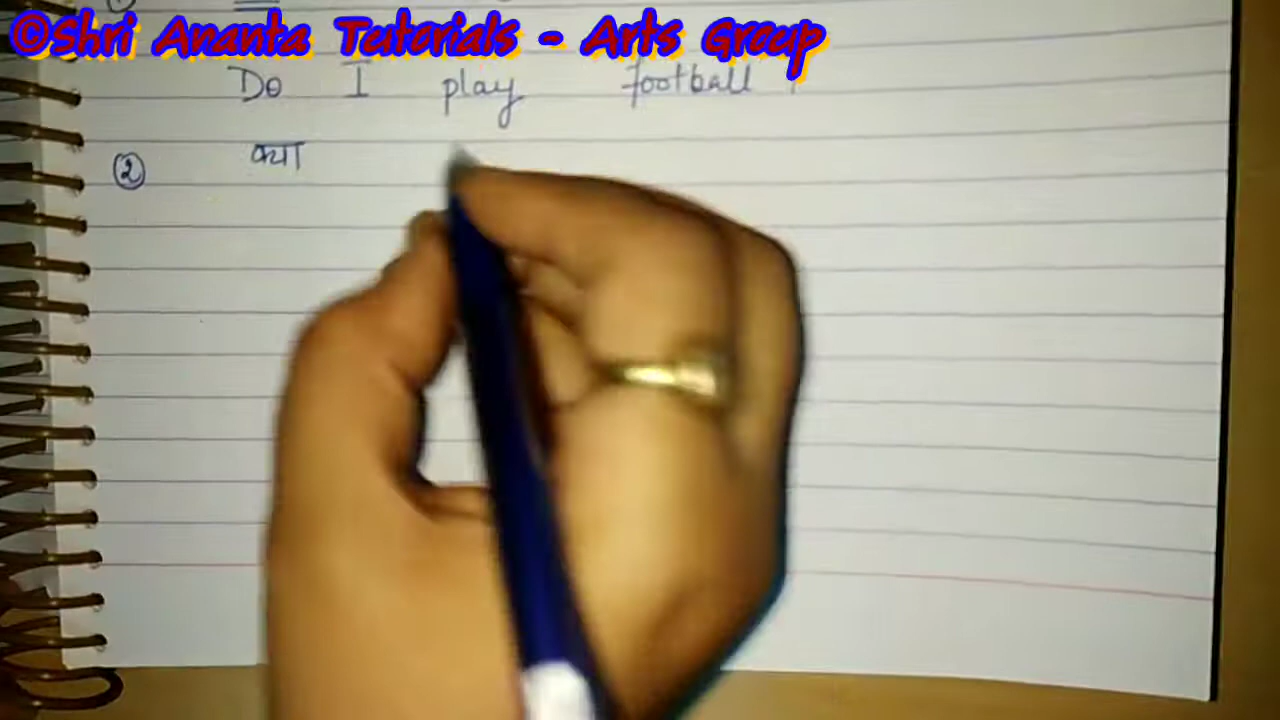 ©Shri Ananta Tutorials - Arts Group
Do I play football ?
② क्या